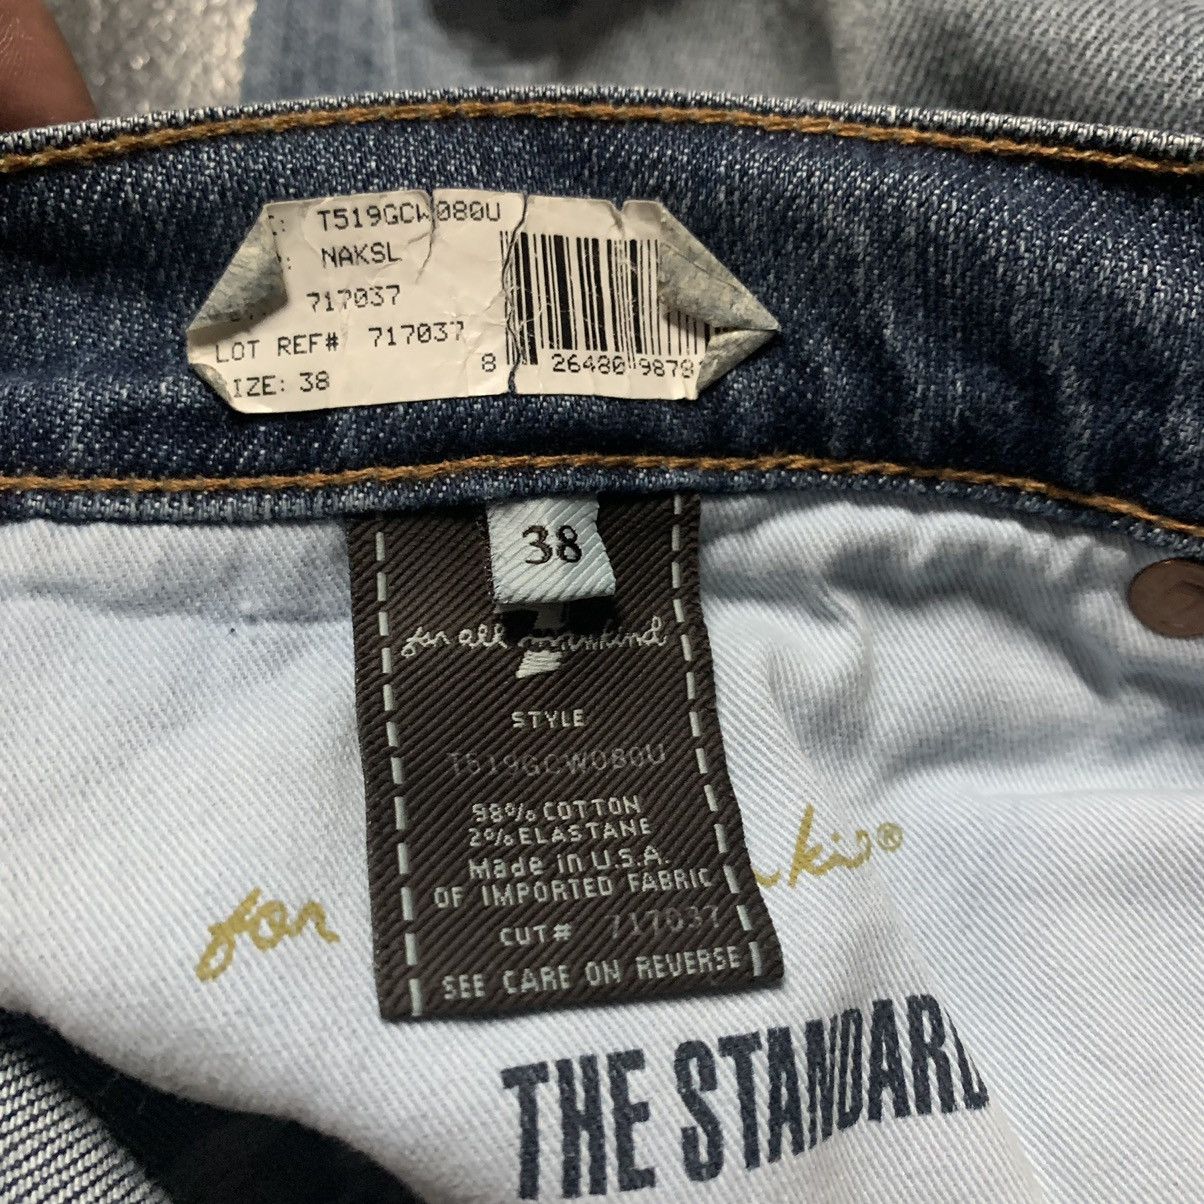 : T519GCW080U
: NAKSL
717037
LOT REF# 717037
IZE: 38
8 26480 9878
38
for all mankind
STYLE
T519GCW080U
98% COTTON
2% ELASTANE
Made in U.S.A.
OF IMPORTED FABRIC
CUT# 717037
SEE CARE ON REVERSE
for ki®
THE STANDARD